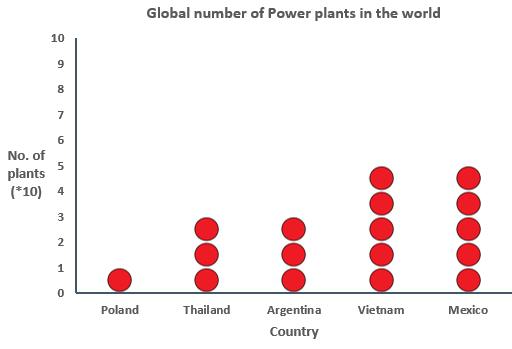 Global number of Power plants in the world
10
9
8
7
6
5
4
3
2
1
0
No. of
plants
(*10)
Poland Thailand Argentina Vietnam Mexico
Country